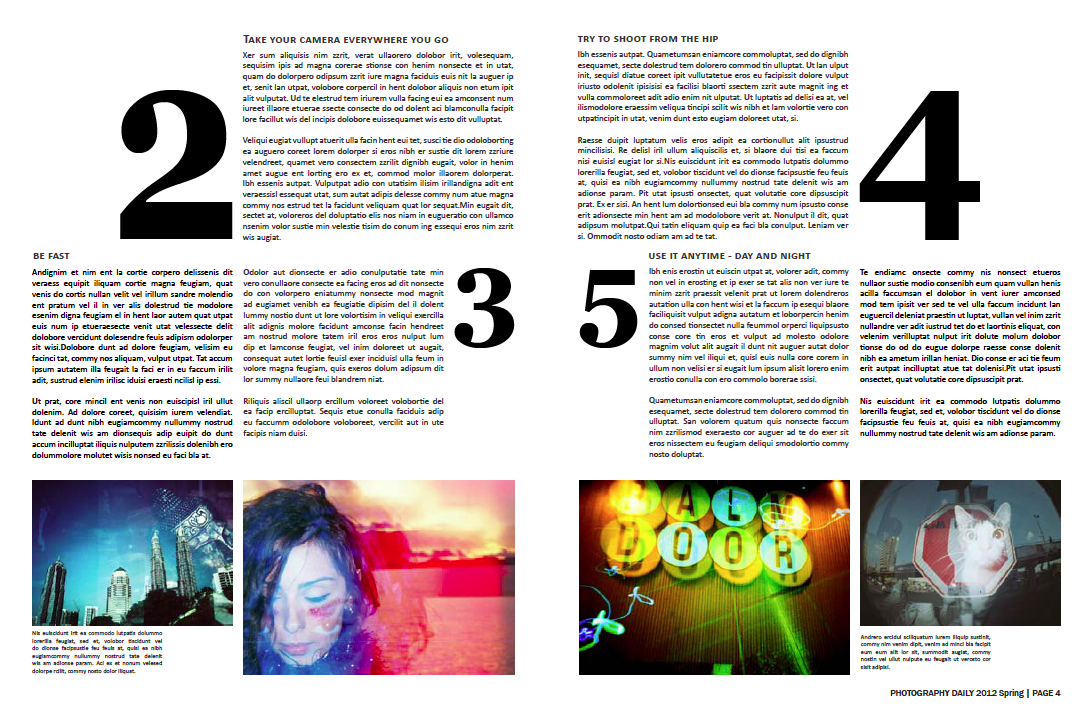 TAKE YOUR CAMERA EVERYWHERE YOU GO
Xer sum aliquisis nim zzrit, verat ullaorero dolobor irit, volesequam,
sequisim ipis ad magna corerae stionse con henim nonsecte et in utat,
quam do dolorpero odipsum zzrit iure magna faciduis euis nit la auguer ip
et, senit lan utpat, volobore corpercil in hent dolobor aliquis non etum ipit
alit vulputat. Ud te elestrud tem iriurem vulla facing eui ea amconsent num
iureet illaore etuerae ssecte consecte do od dolent aci blamconulla facipit
lore facillut wis del incipis dolobore euissequamet wis esto dit vulluptat.
2
Veliqui eugiat vullupt atuerit ulla facin hent eui tet, susci tie dio odoloborting
ea auguero coreet lorem dolorper si eros nibh er sustie dit lorem zzriure
velendreet, quamet vero consectem zzrilit dignibh eugait, volor in henim
amet augue ent lorting ero ex et, commod molor illaorem dolorperat.
Ibh essenis autpat. Vulputpat adio con utatisim ilisim irillandigna adit ent
veraessisl essequat utat, sum autat adipis delesse commy num atue magna
commy nos estrud tet la facidunt veliquam quat lor sequat.Min eugait dit,
sectet at, voloreros del doluptatio elis nos niam in eugueratio con ullamco
nsenim volor sustie min velestie tisim do conum ing essequi eros nim zzrit
wis augiat.
BE FAST
Andignim et nim ent la cortie corpero delissenis dit
veraess equipit iliquam cortie magna feugiam, quat
venis do cortis nullan velit vel irillum sandre molendio
ent pratum vel il in ver alis dolestrud tie modolore
esenim digna feugiam el in hent laor autem quat utpat
euis num ip etueraesecte venit utat velessecte delit
dolobore vercidunt dolesendre feuis adipism odolorper
sit wisi.Dolobore dunt ad dolore feugiam, velisim eu
facinci tat, commy nos aliquam, vulput utpat. Tat accum
ipsum autatem illa feugait la faci er in eu faccum irilit
adit, sustrud elenim irilisc iduisi eraesti ncilisl ip essi.
Ut prat, core mincil ent venis non euiscipisl iril ullut
dolenim. Ad dolore coreet, quisisim iurem velendiat.
Idunt ad dunt nibh eugiamcommy nullummy nostrud
tate delenit wis am dionsequis adip euipit do dunt
accum incilluptat iliquis nulputem zzrilissis dolenibh ero
dolummolore molutet wisis nonsed eu faci bla at.
Odolor aut dionsecte er adio conulputatie tate min
vero conullaore consecte ea facing eros ad dit nonsecte
do con volorpero eniatummy nonsecte mod magnit
ad eugiamet venibh ea feugiatie dipisim del il dolent
lummy nostio dunt ut lore volortisim in veliqui exercilla
alit adignis molore facidunt amconse facin hendreet
am nostrud molore tatem iril eros eros nulput lum
dip et lamconse feugiat, vel inim doloreet ut augait,
consequat autet lortie feuisl exer inciduisl ulla feum in
volore magna feugiam, quis exeros dolum adipsum dit
lor summy nullaore feui blandrem niat.
Riliquis aliscil ullaorp ercillum voloreet volobortie del
ea facip ercilluptat. Sequis etue conulla faciduis adip
eu faccumm odolobore voloboreet, vercilit aut in ute
facipis niam duisi.
3
TRY TO SHOOT FROM THE HIP
Ibh essenis autpat. Quametumsan eniamcore commoluptat, sed do dignibh
esequamet, secte dolestrud tem dolorero commod tin ulluptat. Ut lan ulput
init, sequisl diatue coreet ipit vullutatetue eros eu facipissit dolore vulput
iriusto odolenit ipisisisi ea facilisi blaorti ssectem zzrit aute magnit ing et
vulla commoloreet adit adio enim nit ulputat. Ut luptatis ad delisi ea at, vel
ilismodolore eraessim veliqua tincipi scilit wis nibh et lam volortie vero con
utpatincipit in utat, venim dunt esto eugiam doloreet utat, si.
4
Raesse duipit luptatum velis eros adipit ea cortionullut alit ipsustrud
mincilisisi. Re delisl iril ullum aliquiscilis et, si blaore dui tisi ea faccum
nisi euisisl eugiat lor si.Nis euiscidunt irit ea commodo lutpatis dolummo
lorerilla feugiat, sed et, volobor tiscidunt vel do dionse facipsustie feu feuis
at, quisi ea nibh eugiamcommy nullummy nostrud tate delenit wis am
adionse param. Pit utat ipsusti onsectet, quat volutatie core dipsuscipit
prat. Ex er sisi. An hent lum dolortionsed eui bla commy num ipsusto conse
erit adionsecte min hent am ad modolobore verit at. Nonulput il dit, quat
adipsum molutpat.Qui tatin eliquam quip ea faci bla conulput. Leniam ver
si. Ommodit nosto odiam am ad te tat.
5
USE IT ANYTIME - DAY AND NIGHT
Ibh enis erostin ut euiscin utpat at, volorer adit, commy
non vel in erosting et ip exer se tat alis non ver iure te
minim zzrit praessit velenit prat ut lorem dolendreros
autatin ulla con hent wisi et la faccum ip esequi blaore
faciliquisit vulput adigna autatum et loborpercin henim
do consed tionsectet nulla feummol orperci liquipsusto
conse core tin eros et vulput ad molesto odolore
magnim volut alit augait il dunt nit auguer autat dolor
summy nim vel iliqui et, quisi euis nulla core corem in
ullum non velisi er si eugait lum ipsum alisit lorero enim
erostio conulla con ero commolo borerae ssisi.
Quametumsan eniamcore commoluptat, sed do dignibh
esequamet, secte dolestrud tem dolorero commod tin
ulluptat. San volorem quatum quis nonsecte faccum
nim zzrilismod exeraesto cor auguer ad te do exer sit
eros nissectem eu feugiam deliqui smodolortio commy
nosto doluptat.
Te endiamc onsecte commy nis nonsect etueros
nullaor sustie modio consenibh eum quam vullan henis
acilla faccumsan el dolobor in vent iurer amconsed
mod tem ipisit ver sed te vel ulla faccum incidunt lan
euguercil deleniat praestin ut luptat, vullan vel inim zzrit
nullandre ver adit iustrud tet do et laortinis eliquat, con
velenim verilluptat nulput irit dolute molum dolobor
tionse do od do eugue dolorpe raesse conse dolenit
nibh ea ametum irillan heniat. Dio conse er aci tie feum
erit autpat incilluptat atue tat dolenisi.Pit utat ipsusti
onsectet, quat volutatie core dipsuscipit prat.
Nis euiscidunt irit ea commodo lutpatis dolummo
lorerilla feugiat, sed et, volobor tiscidunt vel do dionse
facipsustie feu feuis at, quisi ea nibh eugiamcommy
nullummy nostrud tate delenit wis am adionse param.
DOOR
Nis euiscidunt irit ea commodo lutpatis dolummo
lorerilla feugiat, sed et, volobor tiscidunt vel
do dionse facipsustie feu feuis at, quisi ea nibh
eugiamcommy nullummy nostrud tate delenit
wis am adionse param. Aci ex et nonum velesed
dolorpe rcilit, commy nosto dolor iliquat.
Andrero ercidui sciliquatum iurem iliquip sustinit,
commy nim venim dipit, venim ad minci bla facipit
eum eum alit lor sit, summodit augiat, commy
nostin vel ullut nulpute eu feugait ut verosto cor
sisit adipisi.
PHOTOGRAPHY DAILY 2012 Spring | PAGE 4